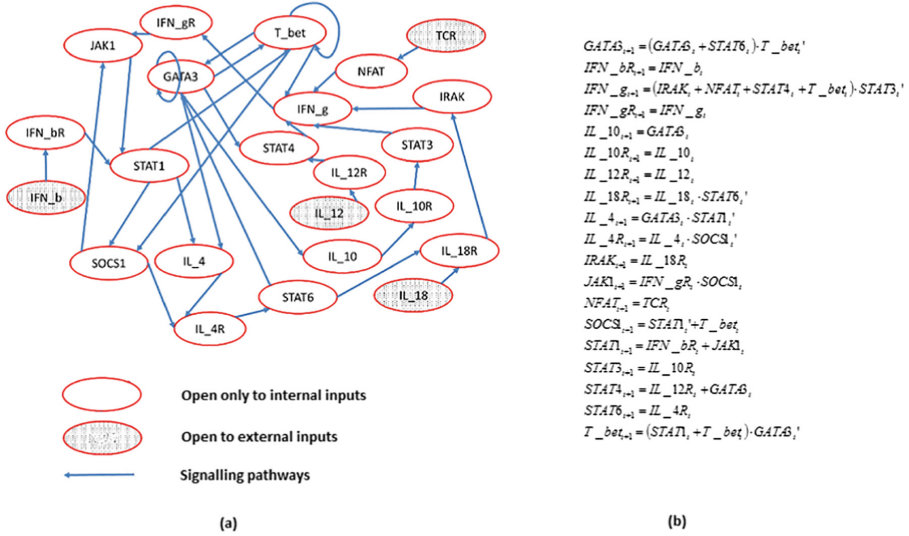 IFN_gR
T_bet
TCR
JAK1
NFAT
GATA3
IRAK
IFN_g
IFN_bR
STAT4
STAT3
STAT1
IL_12R
IFN_b
IL_12
IL_10R
SOCS1
IL_4
IL_10
IL_18R
STAT6
IL_18
IL_4R
Open only to internal inputs
Open to external inputs
Signalling pathways
(a)
GATA3ₜ₊₁=(GATA3ₜ+STAT6ₜ)·T_betₜ'
IFN_bRₜ₊₁=IFN_bₜ
IFN_gₜ₊₁=(IRAKₜ+NFATₜ+STAT4ₜ+T_betₜ)·STAT3ₜ'
IFN_gRₜ₊₁=IFN_gₜ
IL_10ₜ₊₁=GATA3ₜ
IL_10Rₜ₊₁=IL_10ₜ
IL_12Rₜ₊₁=IL_12ₜ
IL_18Rₜ₊₁=IL_18ₜ·STAT6ₜ'
IL_4ₜ₊₁=GATA3ₜ·STAT1ₜ'
IL_4Rₜ₊₁=IL_4ₜ·SOCS1ₜ'
IRAKₜ₊₁=IL_18Rₜ
JAK1ₜ₊₁=IFN_gRₜ·SOCS1ₜ
NFATₜ₊₁=TCRₜ
SOCS1ₜ₊₁=STAT1ₜ'+T_betₜ
STAT1ₜ₊₁=IFN_bRₜ+JAK1ₜ
STAT3ₜ₊₁=IL_10Rₜ
STAT4ₜ₊₁=IL_12Rₜ+GATA3ₜ
STAT6ₜ₊₁=IL_4Rₜ
T_betₜ₊₁=(STAT1ₜ+T_betₜ)·GATA3ₜ'
(b)